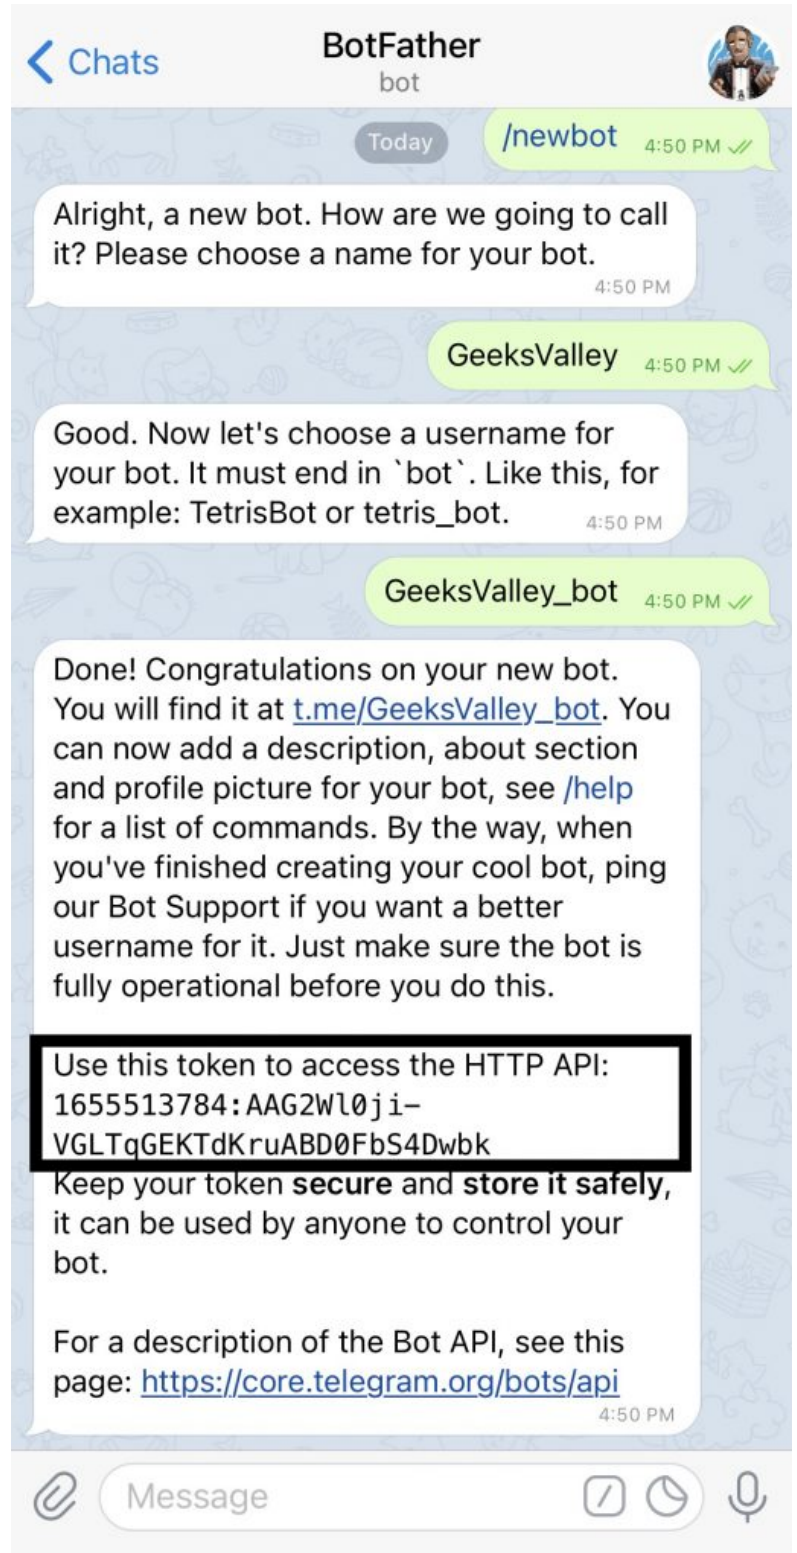 Chats
BotFather
bot
Today
/newbot 4:50 PM
Alright, a new bot. How are we going to call
it? Please choose a name for your bot.
4:50 PM
GeeksValley 4:50 PM
Good. Now let's choose a username for
your bot. It must end in `bot`. Like this, for
example: TetrisBot or tetris_bot. 4:50 PM
GeeksValley_bot 4:50 PM
Done! Congratulations on your new bot.
You will find it at t.me/GeeksValley_bot. You
can now add a description, about section
and profile picture for your bot, see /help
for a list of commands. By the way, when
you've finished creating your cool bot, ping
our Bot Support if you want a better
username for it. Just make sure the bot is
fully operational before you do this.
Use this token to access the HTTP API:
1655513784:AAG2Wl0ji-
VGLTqGEKTdKruABD0FbS4Dwbk
Keep your token secure and store it safely,
it can be used by anyone to control your
bot.
For a description of the Bot API, see this
page: https://core.telegram.org/bots/api
4:50 PM
Message